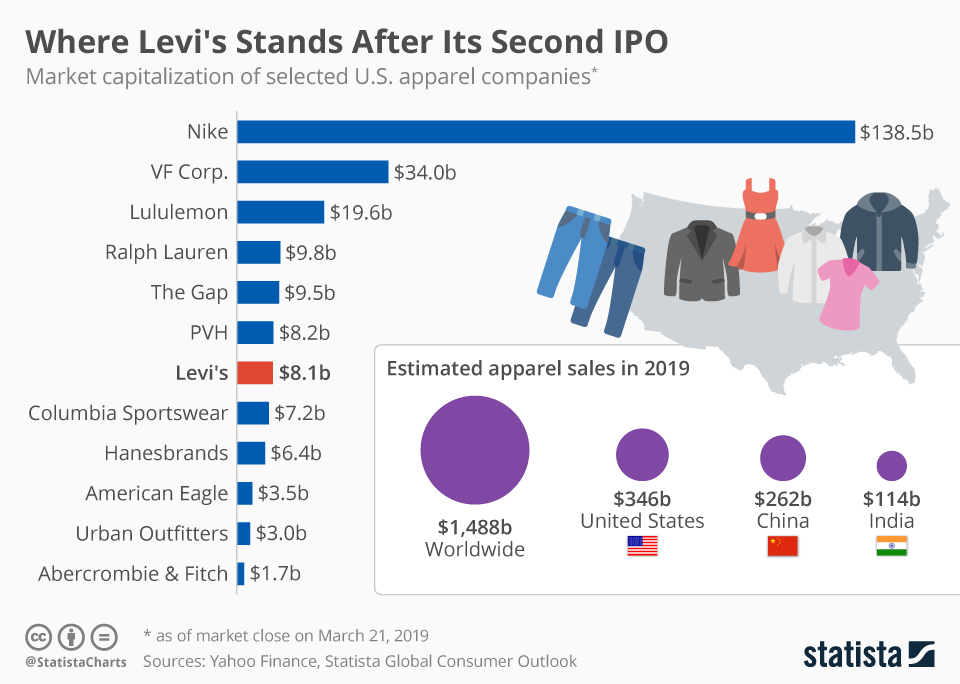 Where Levi's Stands After Its Second IPO
Market capitalization of selected U.S. apparel companies*
Nike $138.5b
VF Corp. $34.0b
Lululemon $19.6b
Ralph Lauren $9.8b
The Gap $9.5b
PVH $8.2b
Levi's $8.1b
Columbia Sportswear $7.2b
Hanesbrands $6.4b
American Eagle $3.5b
Urban Outfitters $3.0b
Abercrombie & Fitch $1.7b
Estimated apparel sales in 2019
$1,488b
Worldwide
$346b
United States
$262b
China
$114b
India
cc
@StatistaCharts
* as of market close on March 21, 2019
Sources: Yahoo Finance, Statista Global Consumer Outlook
statista